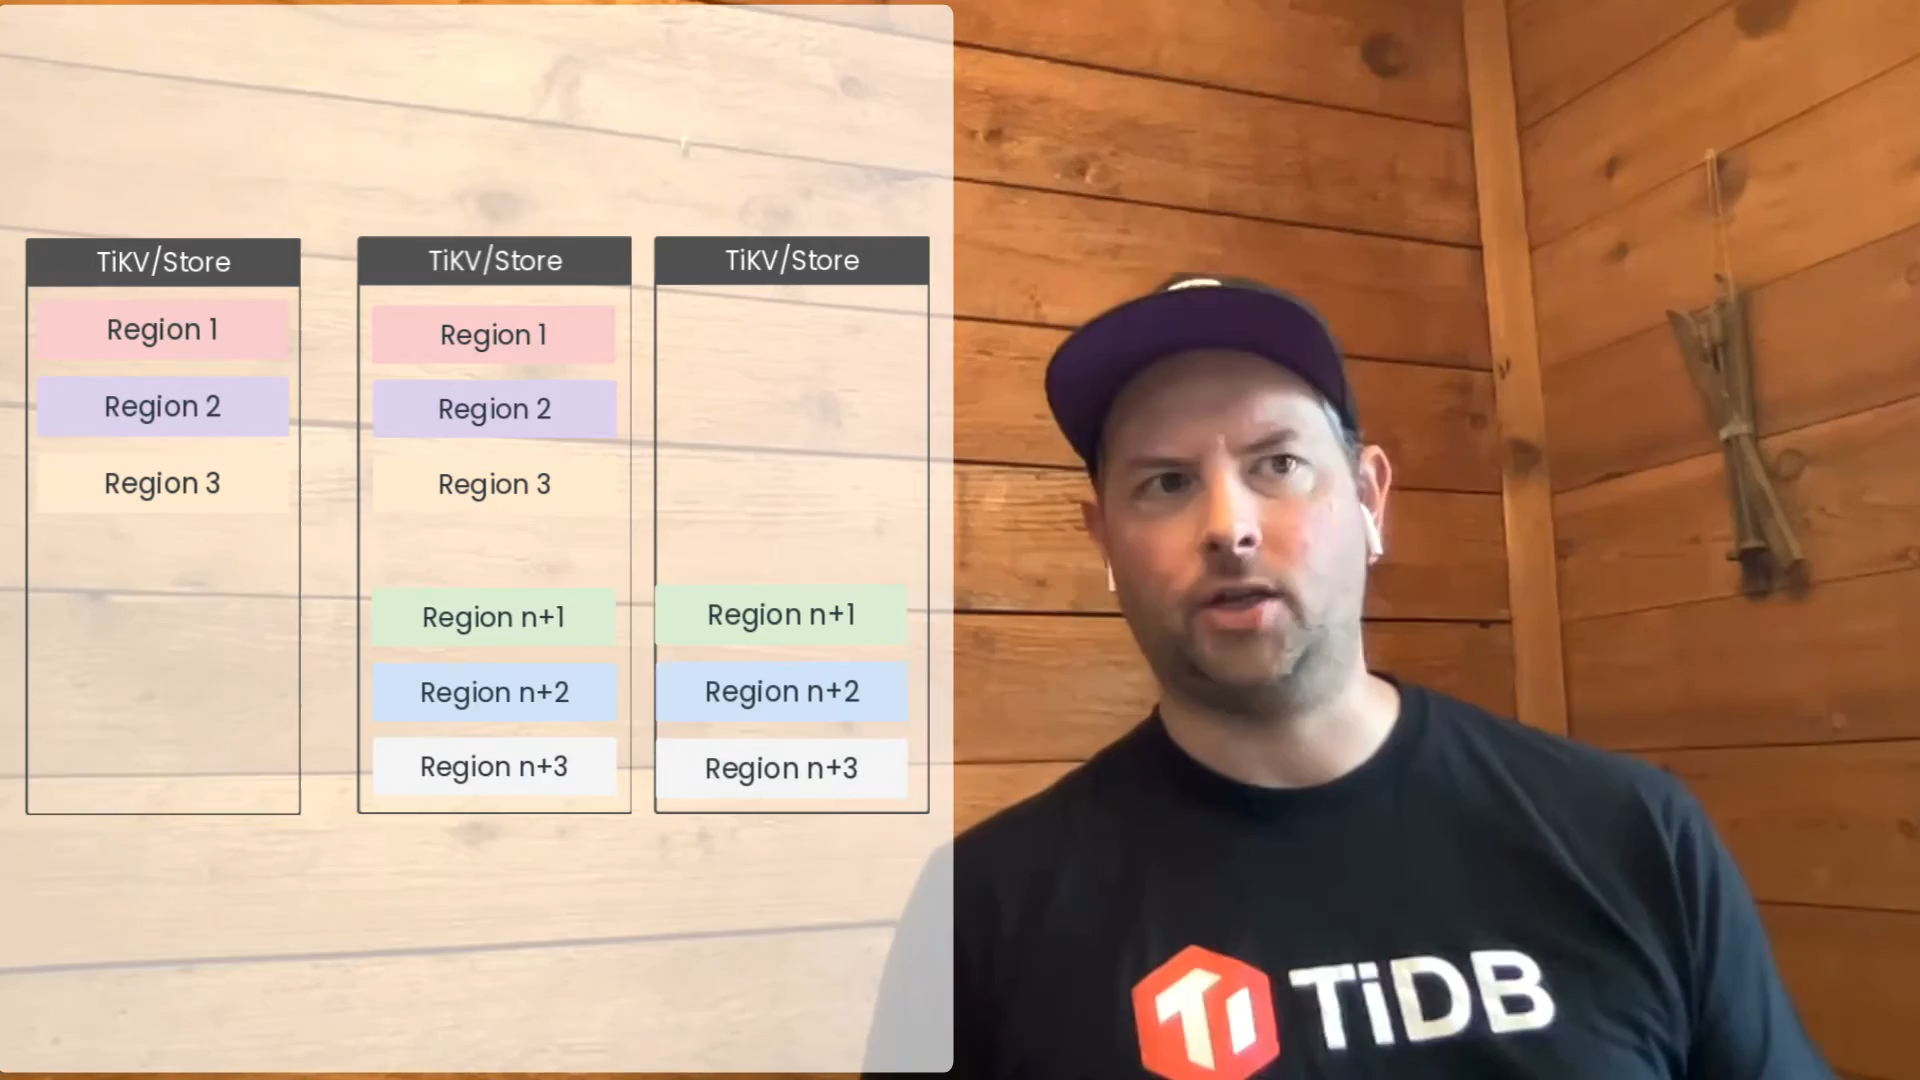 TiKV/Store
Region 1
Region 2
Region 3
TiKV/Store
Region 1
Region 2
Region 3
Region n+1
Region n+2
Region n+3
TiKV/Store
Region n+1
Region n+2
Region n+3
Ti TiDB